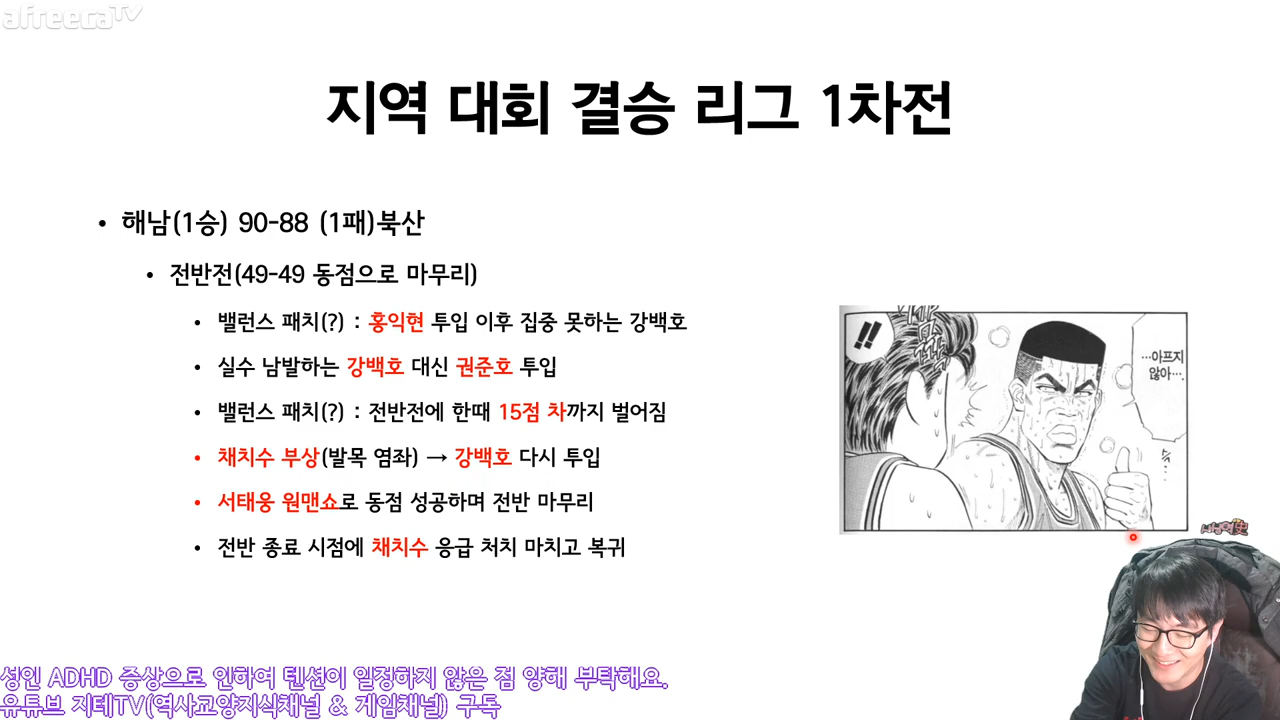 afreecaTV
지역 대회 결승 리그 1차전
• 해남(1승) 90-88 (1패)북산
• 전반전(49-49 동점으로 마무리)
• 밸런스 패치(?) : 홍익현 투입 이후 집중 못하는 강백호
• 실수 남발하는 강백호 대신 권준호 투입
• 밸런스 패치(?) : 전반전에 한때 15점 차까지 벌어짐
• 채치수 부상(발목 염좌) → 강백호 다시 투입
• 서태웅 원맨쇼로 동점 성공하며 전반 마무리
• 전반 종료 시점에 채치수 응급 처치 마치고 복귀
!!
…아프지
않아….
성인 ADHD 증상으로 인하여 텐션이 일정하지 않은 점 양해 부탁해요.
유튜브 지테TV(역사교양지식채널 & 게임채널) 구독